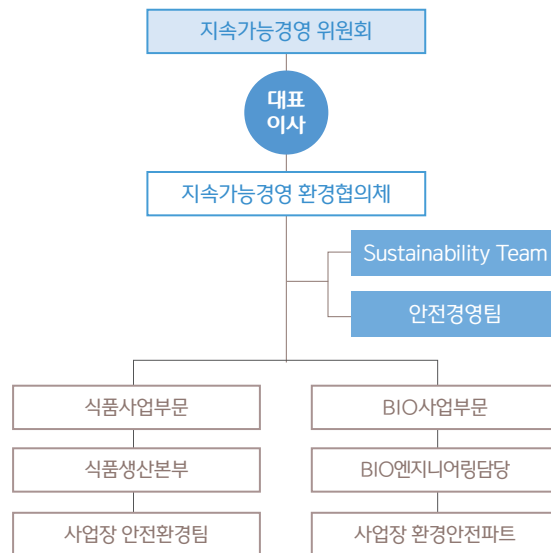 지속가능경영 위원회
대표
이사
지속가능경영 환경협의체
Sustainability Team
안전경영팀
식품사업부문
BIO사업부문
식품생산본부
BIO엔지니어링담당
사업장 안전환경팀
사업장 환경안전파트